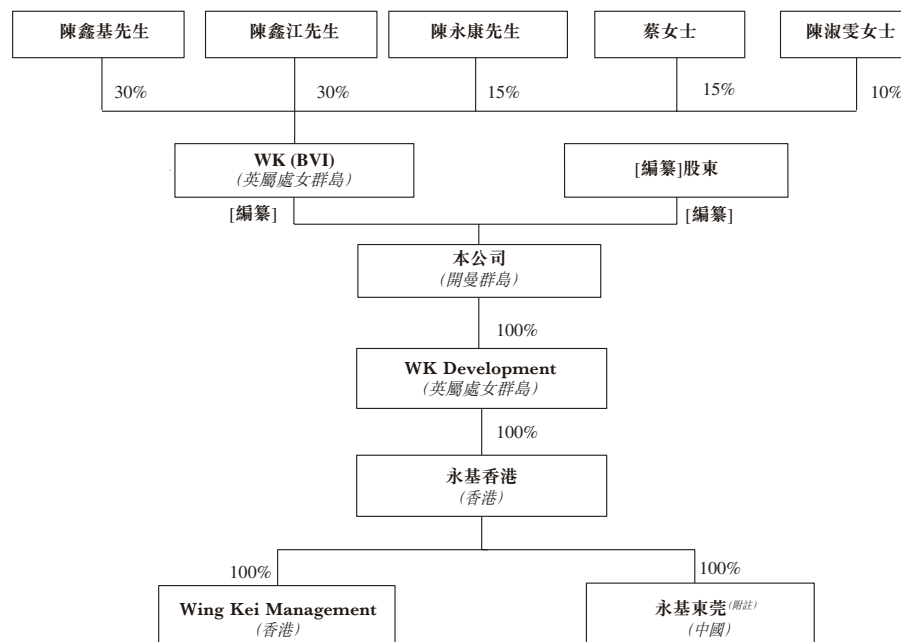 陳鑫基先生
陳鑫江先生
陳永康先生
蔡女士
陳淑雯女士
30%
30%
15%
15%
10%
WK (BVI)
(英屬處女群島)
[編纂]股東
[編纂]
[編纂]
本公司
(開曼群島)
100%
WK Development
(英屬處女群島)
100%
永基香港
(香港)
100%
100%
Wing Kei Management
(香港)
永基東莞(附註)
(中國)